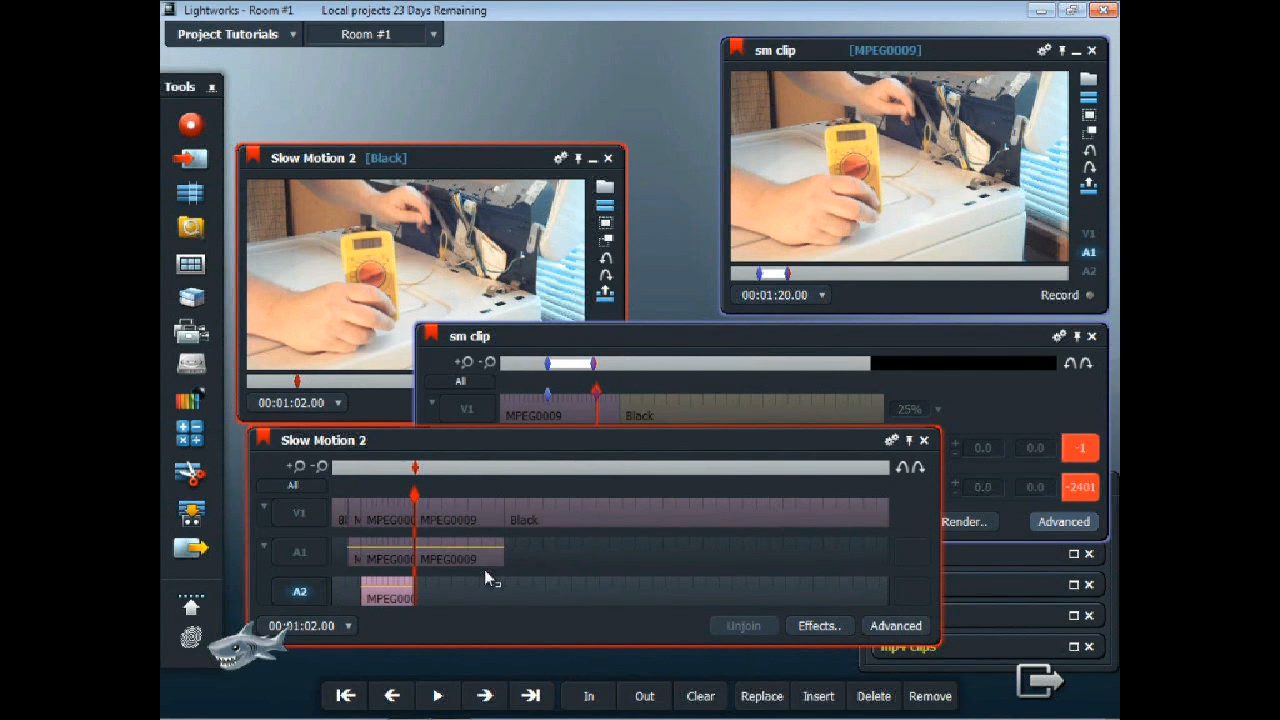 Lightworks - Room #1 Local projects 23 Days Remaining
Project Tutorials Room #1
Tools
sm clip [MPEG0009]
V1
A1
A2
00:01:20.00 Record
Slow Motion 2 [Black]
00:01:02.00
sm clip
All
V1 MPEG0009 Black 25%
0.0 0.0 -1
0.0 0.0 -2401
Render.. Advanced
Slow Motion 2
All
V1 Bl M MPEG000 MPEG0009 Black
A1 M MPEG000 MPEG0009
A2 MPEG000
00:01:02.00 Unjoin Effects.. Advanced
mp4 clips
In Out Clear Replace Insert Delete Remove